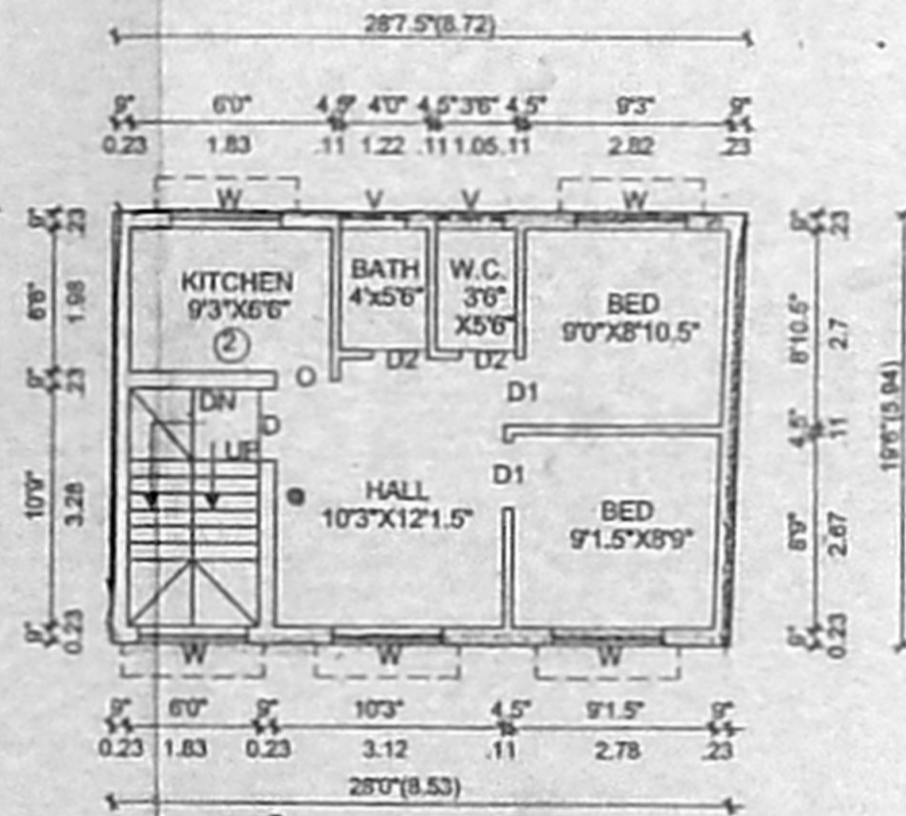 28'7.5"(8.72)
9" 6'0" 4.5" 4'0" 4.5" 3'6" 4.5" 9'3" 9"
0.23 1.83 .11 1.22 .11 1.05 .11 2.82 .23
W V V W
9" .23
6'6" 1.98
9" .23
10'9" 3.28
9" 0.23
KITCHEN
9'3"X6'6"
2
BATH
4'x5'6"
W.C.
3'6"
X5'6"
BED
9'0"X8'10.5"
D2 D2
O
D1
DN
D
UP
D1
HALL
10'3"X12'1.5"
BED
9'1.5"X8'9"
9" .23
8'10.5" 2.7
4.5" .11
8'9" 2.67
9" 0.23
19'6"(5.94)
W W W
9" 6'0" 9" 10'3" 4.5" 9'1.5" 9"
0.23 1.83 0.23 3.12 .11 2.78 .23
28'0"(8.53)